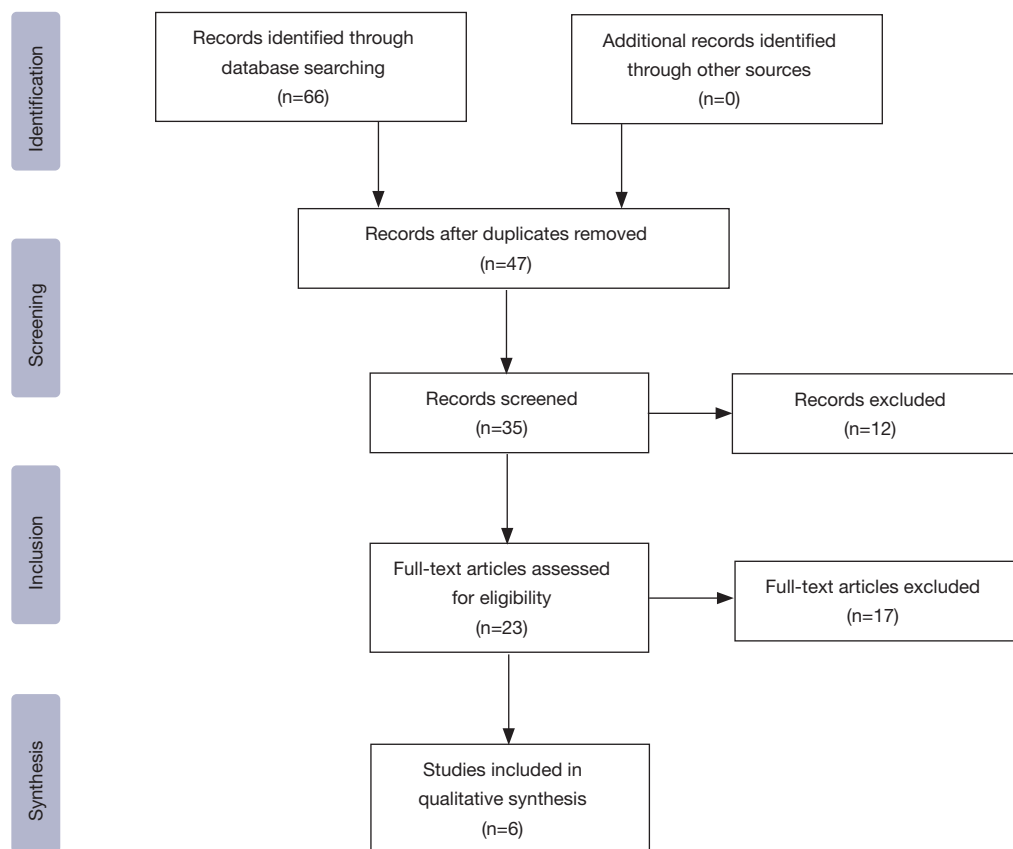 Identification
Records identified through
database searching
(n=66)
Additional records identified
through other sources
(n=0)
Records after duplicates removed
(n=47)
Screening
Records screened
(n=35)
Records excluded
(n=12)
Inclusion
Full-text articles assessed
for eligibility
(n=23)
Full-text articles excluded
(n=17)
Synthesis
Studies included in
qualitative synthesis
(n=6)